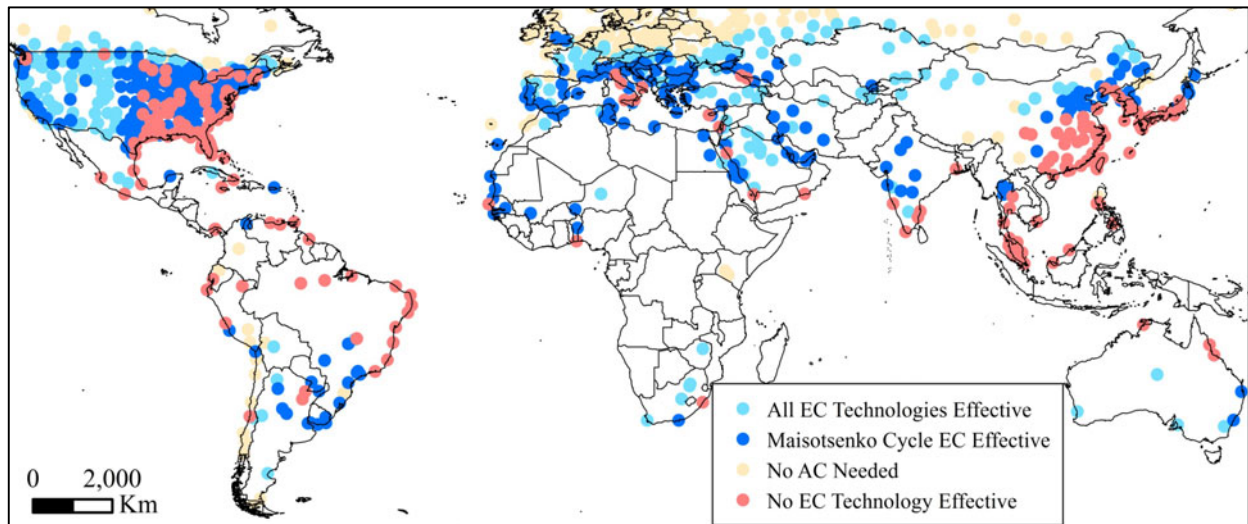 All EC Technologies Effective
Maisotsenko Cycle EC Effective
No AC Needed
No EC Technology Effective
0 2,000
Km